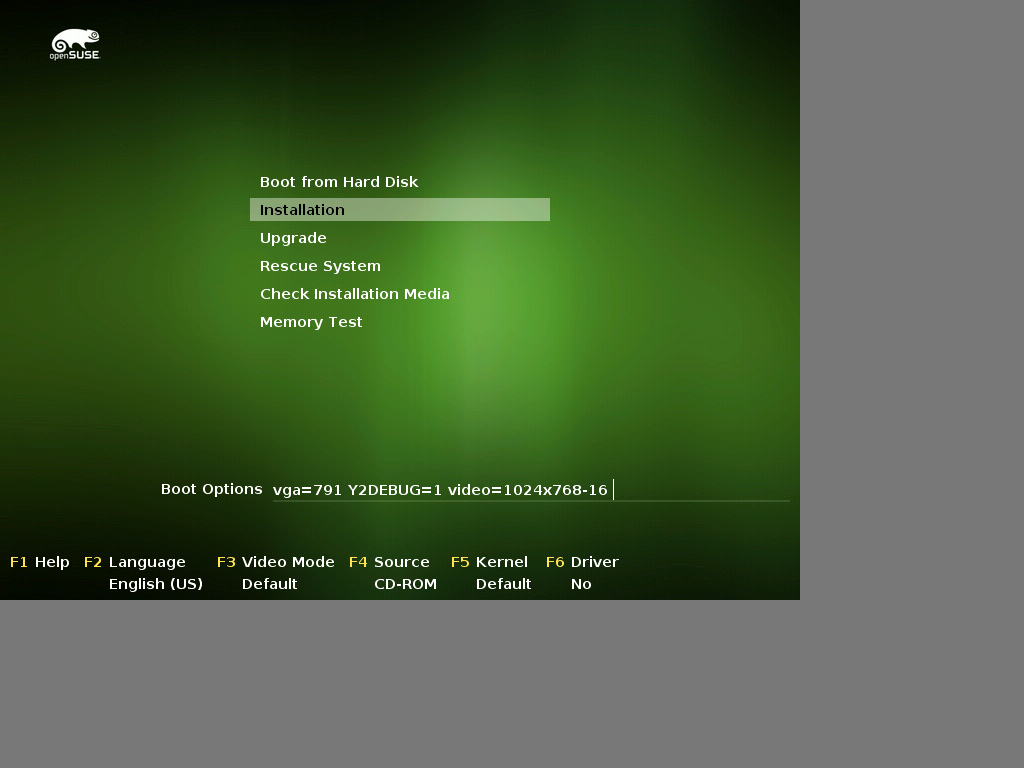 openSUSE
Boot from Hard Disk
Installation
Upgrade
Rescue System
Check Installation Media
Memory Test
Boot Options vga=791 Y2DEBUG=1 video=1024x768-16
F1 Help F2 Language F3 Video Mode F4 Source F5 Kernel F6 Driver
English (US) Default CD-ROM Default No